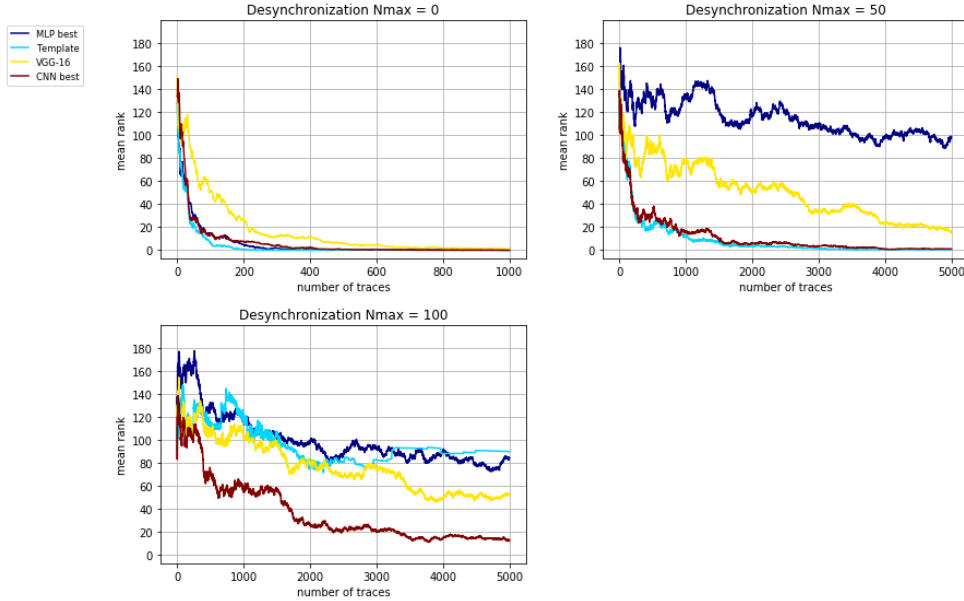 MLP best
Template
VGG-16
CNN best
Desynchronization Nmax = 0
mean rank
180
160
140
120
100
80
60
40
20
0
0 200 400 600 800 1000
number of traces
Desynchronization Nmax = 50
mean rank
180
160
140
120
100
80
60
40
20
0
0 1000 2000 3000 4000 5000
number of traces
Desynchronization Nmax = 100
mean rank
180
160
140
120
100
80
60
40
20
0
0 1000 2000 3000 4000 5000
number of traces